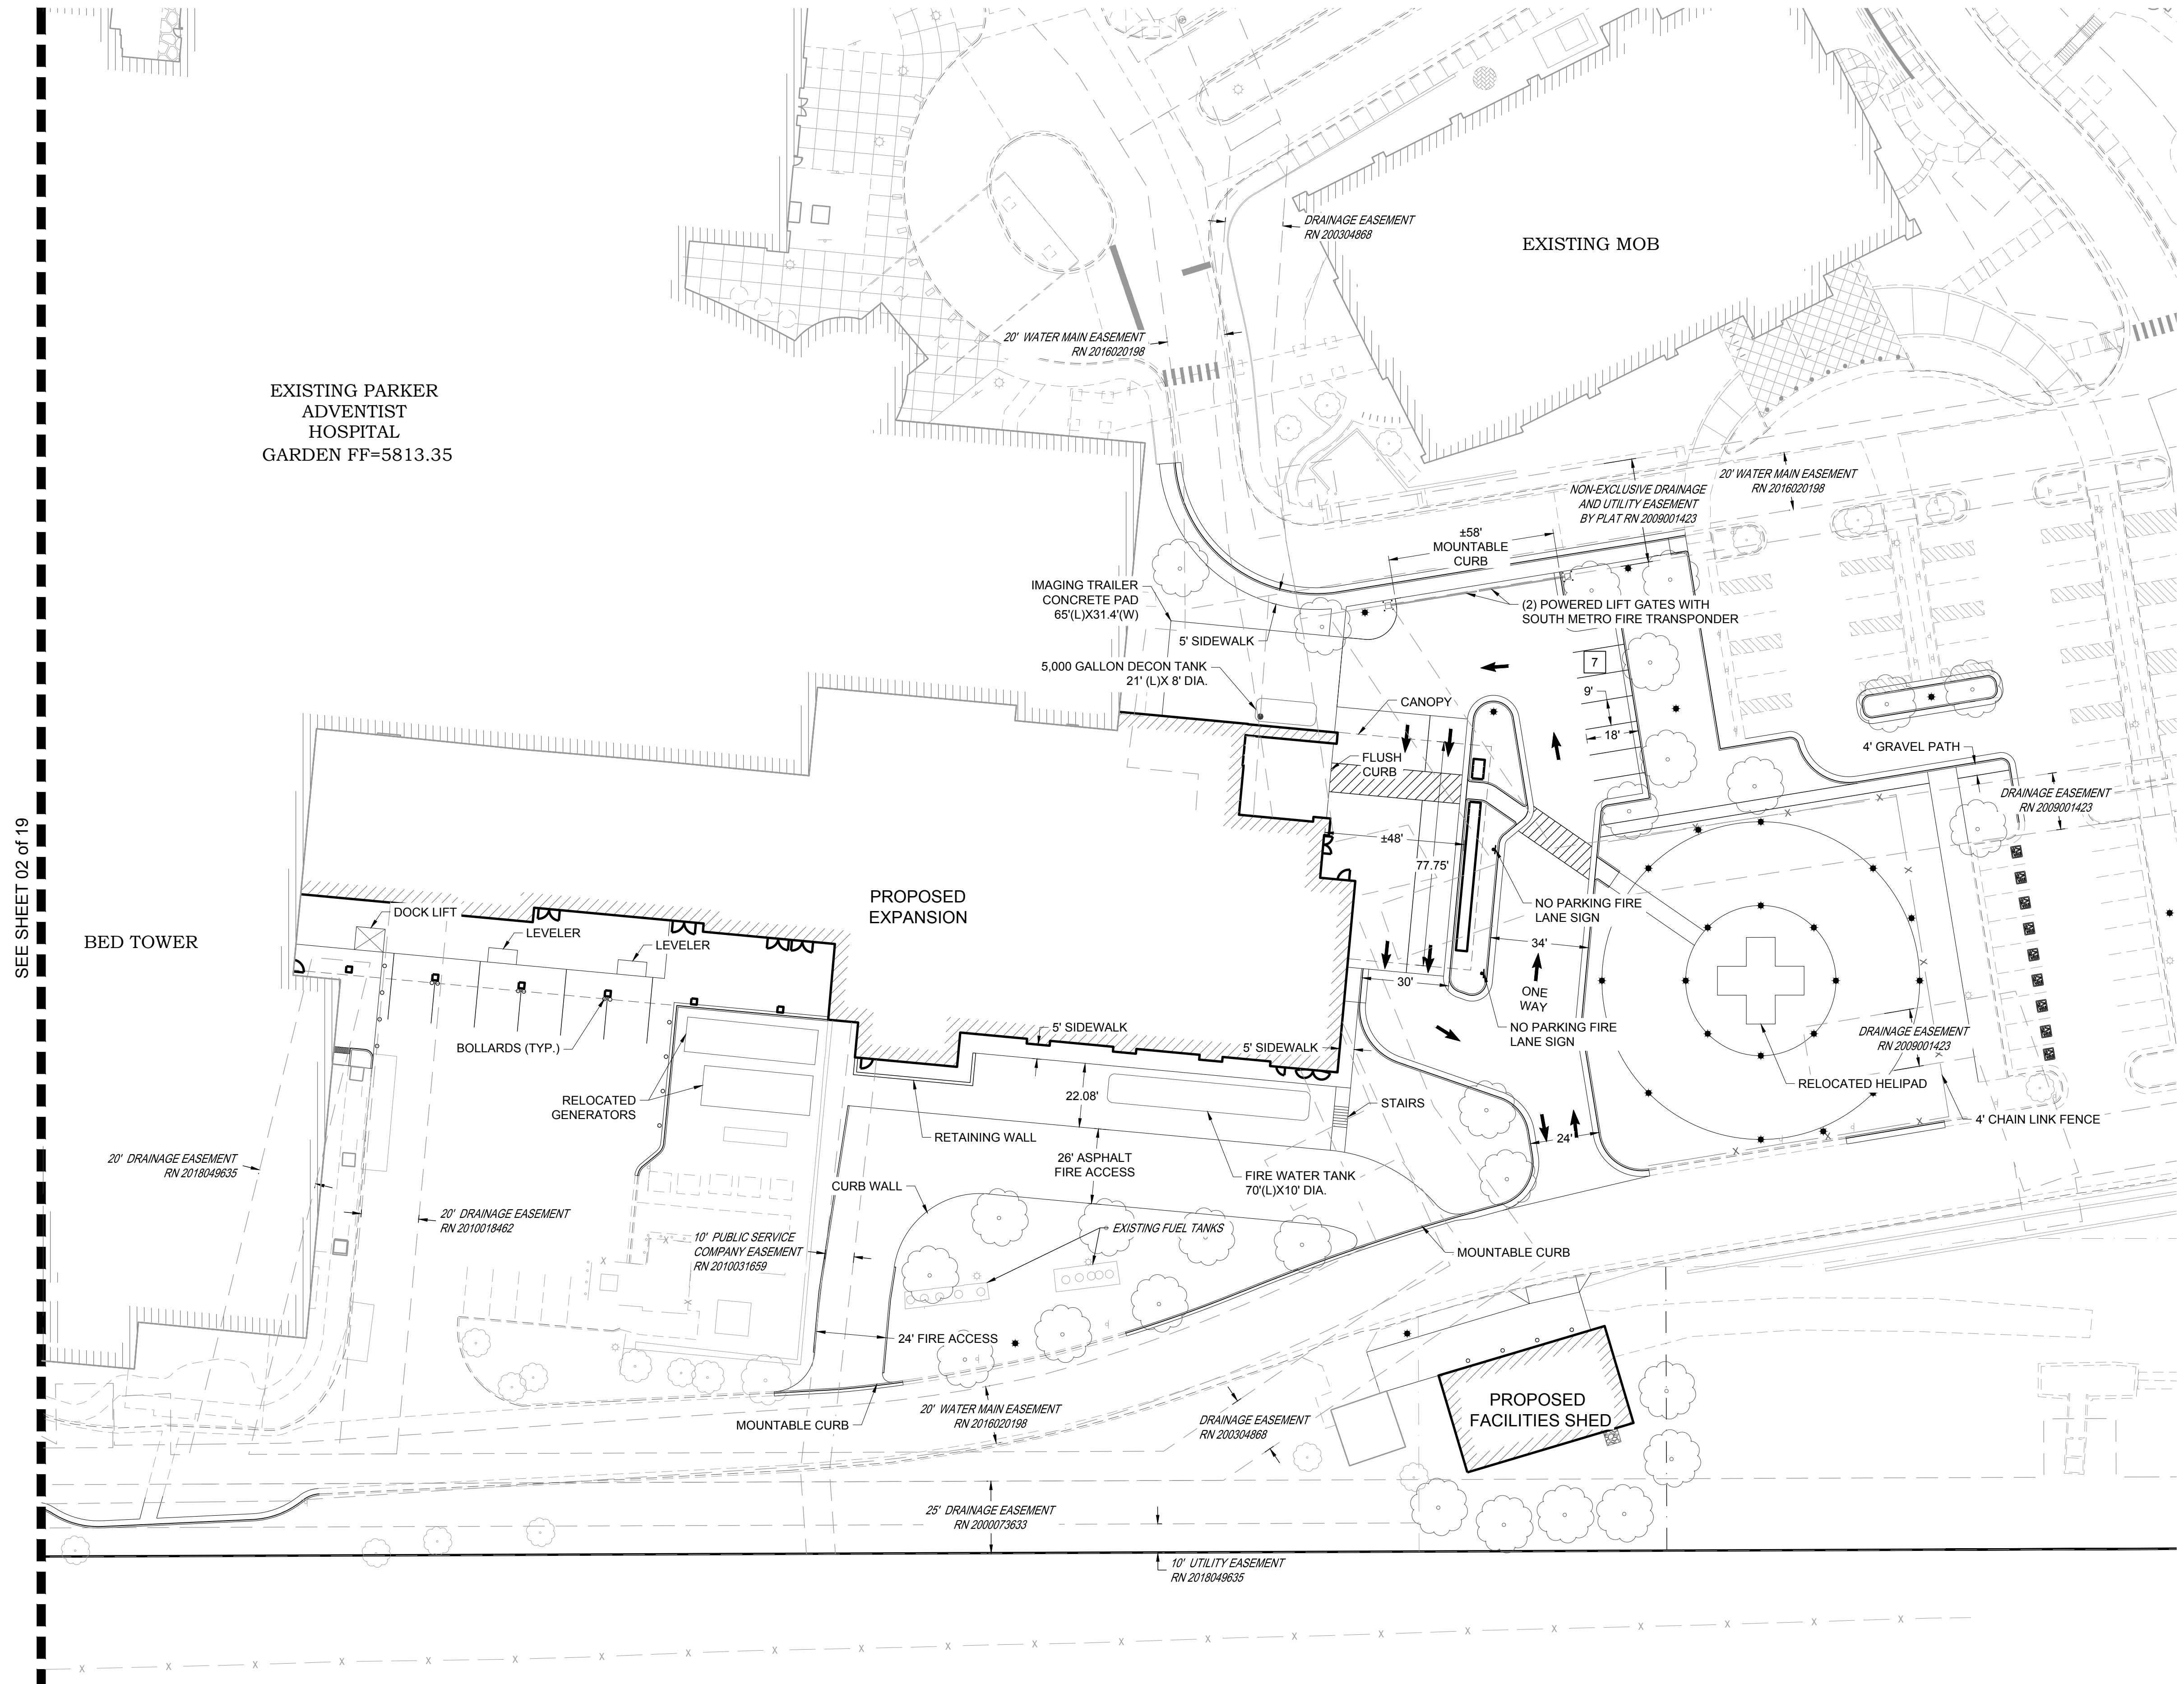 SEE SHEET 02 of 19
DRAINAGE EASEMENT
RN 200304868
EXISTING MOB
20' WATER MAIN EASEMENT
RN 2016020198
EXISTING PARKER
ADVENTIST
HOSPITAL
GARDEN FF=5813.35
20' WATER MAIN EASEMENT
RN 2016020198
NON-EXCLUSIVE DRAINAGE
AND UTILITY EASEMENT
BY PLAT RN 2009001423
±58'
MOUNTABLE
CURB
IMAGING TRAILER
CONCRETE PAD
65'(L)X31.4'(W)
(2) POWERED LIFT GATES WITH
SOUTH METRO FIRE TRANSPONDER
5' SIDEWALK
5,000 GALLON DECON TANK
21' (L)X 8' DIA.
7
9'
18'
CANOPY
FLUSH
CURB
4' GRAVEL PATH
DRAINAGE EASEMENT
RN 2009001423
±48'
77.75'
PROPOSED
EXPANSION
NO PARKING FIRE
LANE SIGN
DOCK LIFT
LEVELER
LEVELER
BED TOWER
34'
30'
ONE
WAY
NO PARKING FIRE
LANE SIGN
5' SIDEWALK
5' SIDEWALK
BOLLARDS (TYP.)
DRAINAGE EASEMENT
RN 2009001423
RELOCATED HELIPAD
RELOCATED
GENERATORS
22.08'
STAIRS
4' CHAIN LINK FENCE
RETAINING WALL
24'
20' DRAINAGE EASEMENT
RN 2018049635
26' ASPHALT
FIRE ACCESS
FIRE WATER TANK
70'(L)X10' DIA.
CURB WALL
20' DRAINAGE EASEMENT
RN 2010018462
EXISTING FUEL TANKS
10' PUBLIC SERVICE
COMPANY EASEMENT
RN 2010031659
MOUNTABLE CURB
24' FIRE ACCESS
PROPOSED
FACILITIES SHED
20' WATER MAIN EASEMENT
RN 2016020198
MOUNTABLE CURB
DRAINAGE EASEMENT
RN 200304868
25' DRAINAGE EASEMENT
RN 2000073633
10' UTILITY EASEMENT
RN 2018049635